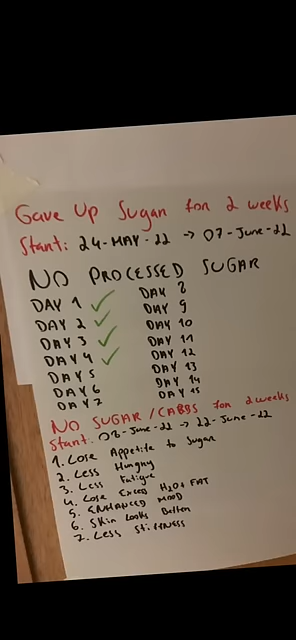 Gave Up Sugar for 2 weeks
Start: 24-MAY-22 → 07-June-22
NO PROCESSED SUGAR
DAY 1 ✓
DAY 2 ✓
DAY 3 ✓
DAY 4 ✓
DAY 5
DAY 6
DAY 7
DAY 8
DAY 9
DAY 10
DAY 11
DAY 12
DAY 13
DAY 14
DAY 15
NO SUGAR/CARBS for 2 weeks
Start: 08-June-22 → 22-June-22
1. Lose Appetite to Sugar
2. Less Hungry
3. Less Fatigue
4. Lose Excess H2O+ FAT
5. ENHANCED MOOD
6. Skin Looks Better
7. Less Stiffness